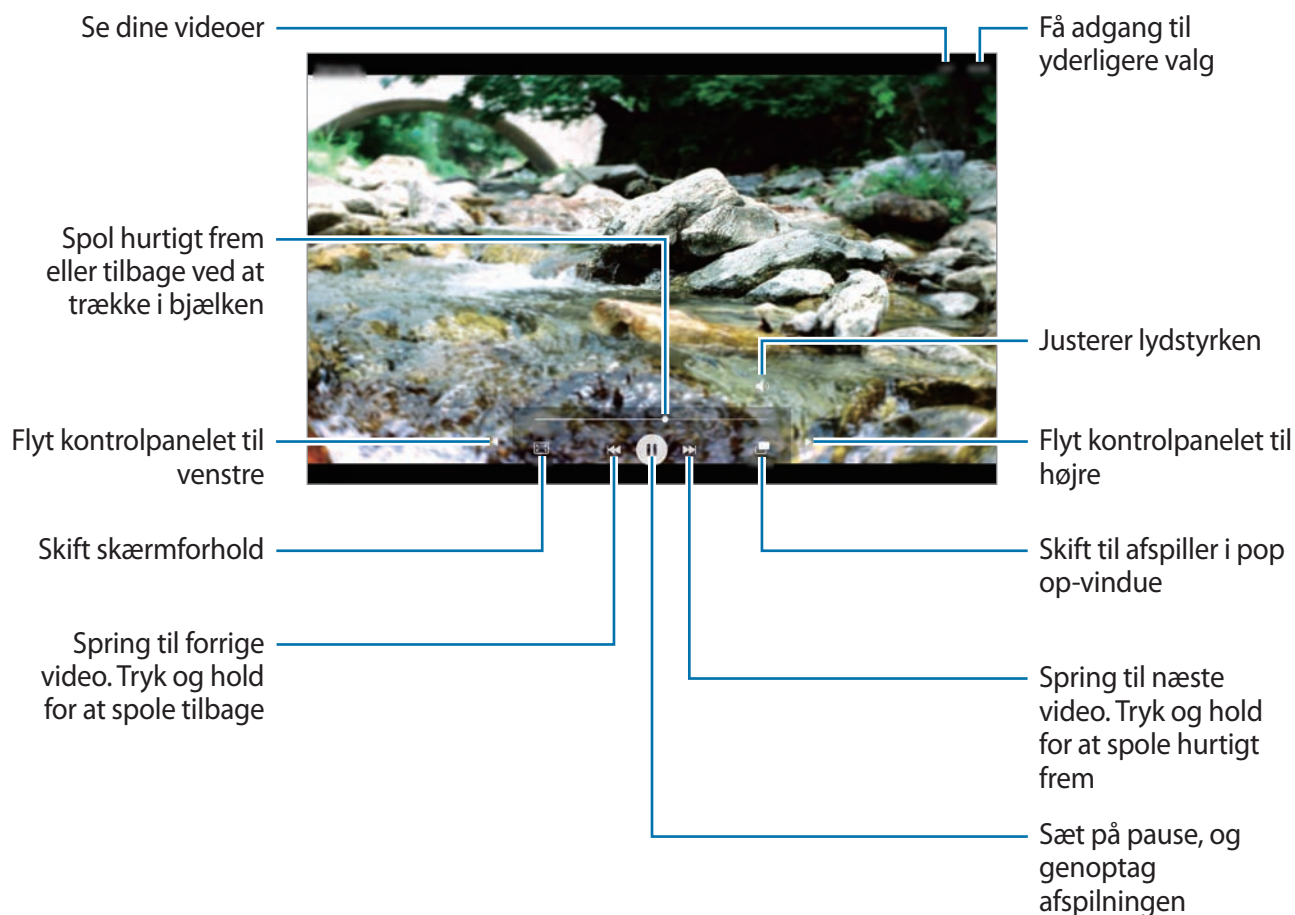 Se dine videoer
Få adgang til
yderligere valg
Spol hurtigt frem
eller tilbage ved at
trække i bjælken
Justerer lydstyrken
Flyt kontrolpanelet til
venstre
Flyt kontrolpanelet til
højre
Skift skærmforhold
Skift til afspiller i pop
op-vindue
Spring til forrige
video. Tryk og hold
for at spole tilbage
Spring til næste
video. Tryk og hold
for at spole hurtigt
frem
Sæt på pause, og
genoptag
afspilningen